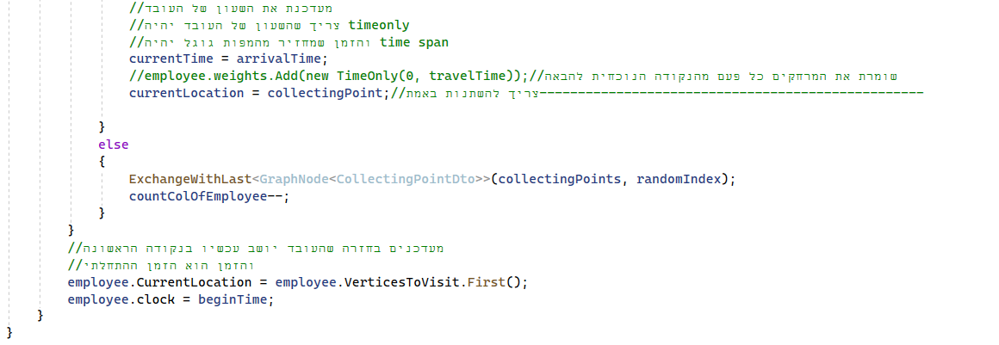 //מעדכנת את השעון של העובד
//צריך שהשעון של העובד יהיה timeonly
//והזמן שמחזיר מהמפות גוגל יהיה time span
currentTime = arrivalTime;
//employee.weights.Add(new TimeOnly(0, travelTime));//שומרת את המרחקים כל פעם מהנקודה הנוכחית להבאה
currentLocation = collectingPoint;//צריך להשתנות באמת--------------------------------------------------
}
else
{
ExchangeWithLast<GraphNode<CollectingPointDto>>(collectingPoints, randomIndex);
countColOfEmployee--;
}
}
//מעדכנים בחזרה שהעובד יושב עכשיו בנקודה הראשונה
//והזמן הוא הזמן ההתחלתי
employee.CurrentLocation = employee.VerticesToVisit.First();
employee.clock = beginTime;
}
}